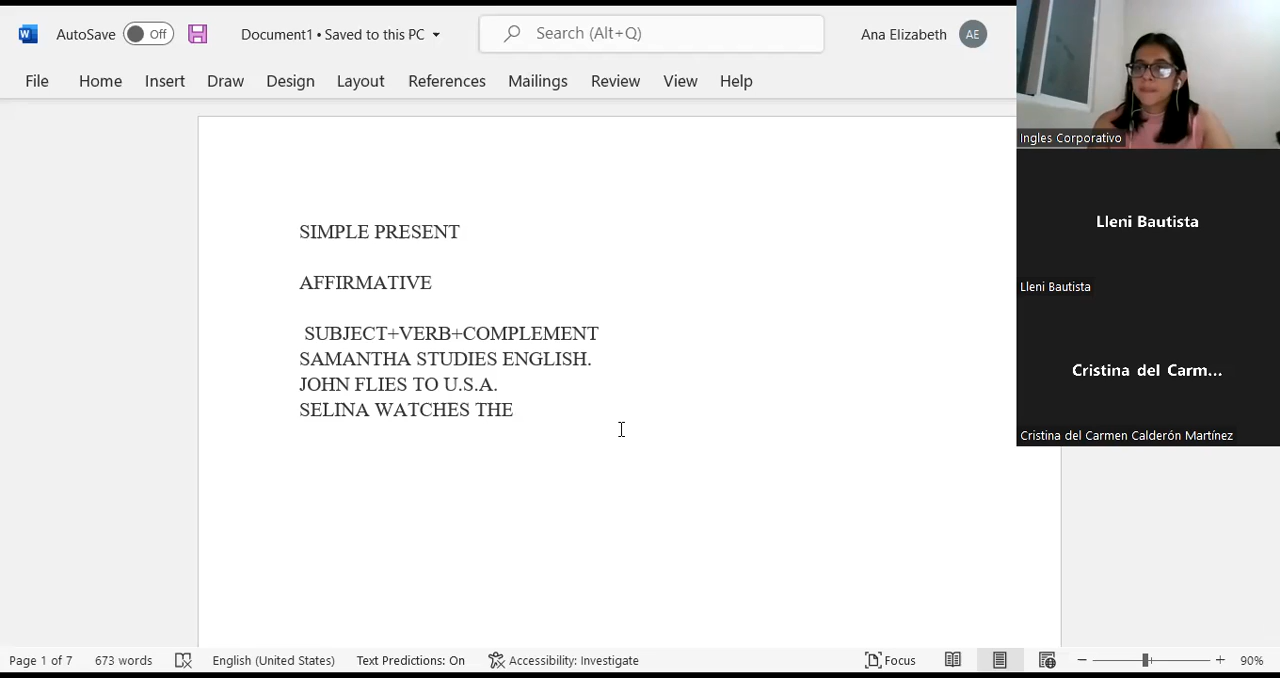 AutoSave Off Document1 • Saved to this PC Search (Alt+Q) Ana Elizabeth AE
File Home Insert Draw Design Layout References Mailings Review View Help
Ingles Corporativo
Lleni Bautista
Lleni Bautista
Cristina del Carm...
Cristina del Carmen Calderón Martínez
SIMPLE PRESENT
AFFIRMATIVE
SUBJECT+VERB+COMPLEMENT
SAMANTHA STUDIES ENGLISH.
JOHN FLIES TO U.S.A.
SELINA WATCHES THE
Page 1 of 7 673 words English (United States) Text Predictions: On Accessibility: Investigate Focus 90%